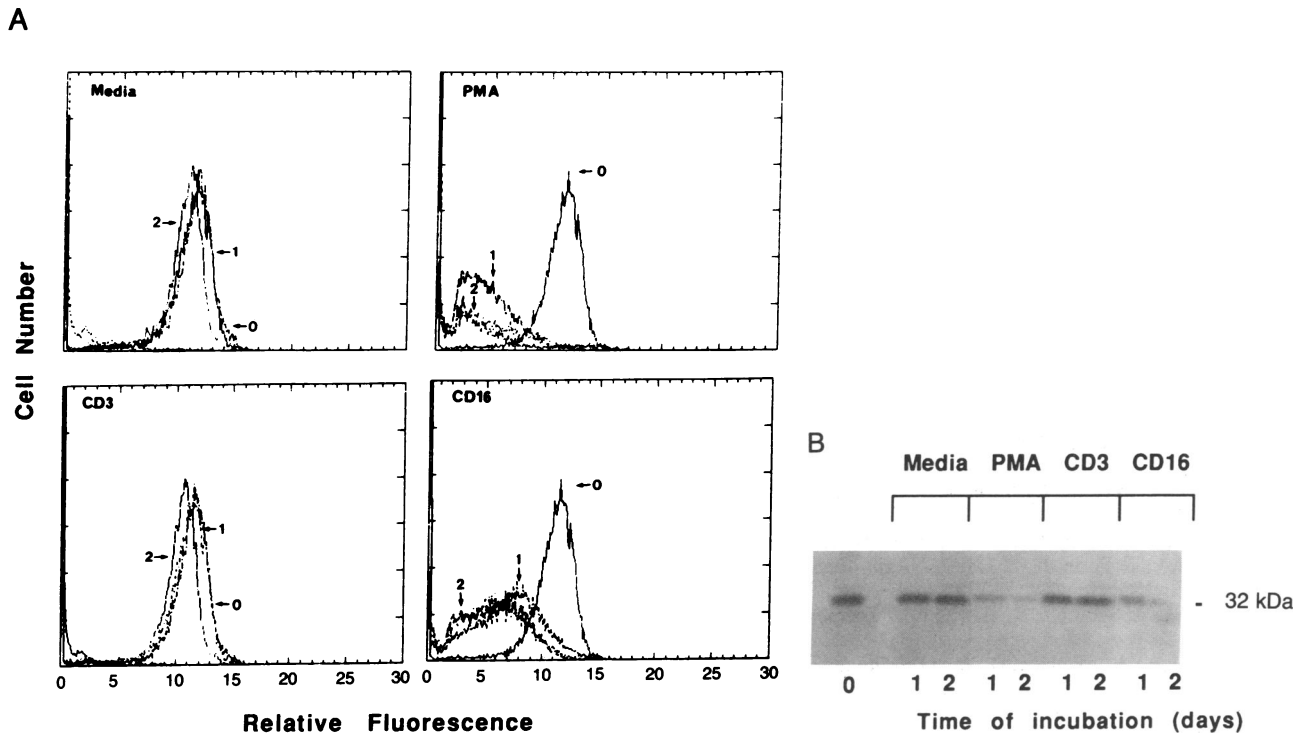 A
Media
2
1
0
PMA
0
1
2
Cell Number
CD3
1
2
0
CD16
0
1
2
0 5 10 15 20 25 30
0 5 10 15 20 25 30
Relative Fluorescence
B
Media PMA CD3 CD16
- 32 kDa
0 1 2 1 2 1 2 1 2
Time of incubation (days)